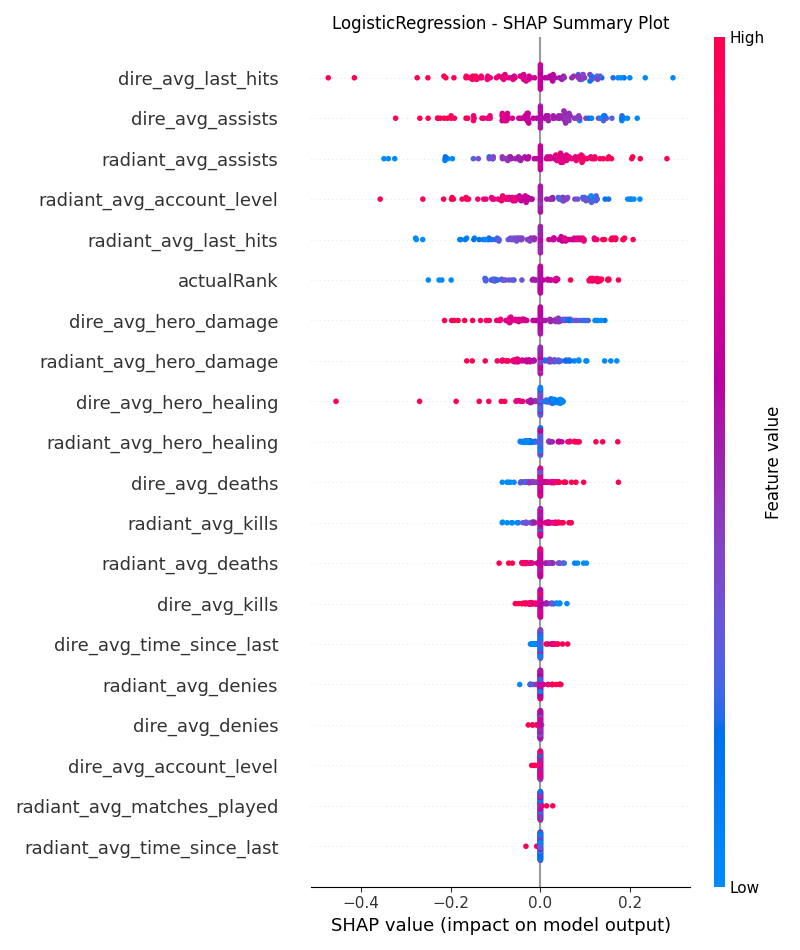 LogisticRegression - SHAP Summary Plot
High
dire_avg_last_hits
dire_avg_assists
radiant_avg_assists
radiant_avg_account_level
radiant_avg_last_hits
actualRank
dire_avg_hero_damage
radiant_avg_hero_damage
dire_avg_hero_healing
radiant_avg_hero_healing
dire_avg_deaths
radiant_avg_kills
radiant_avg_deaths
dire_avg_kills
dire_avg_time_since_last
radiant_avg_denies
dire_avg_denies
dire_avg_account_level
radiant_avg_matches_played
radiant_avg_time_since_last
Feature value
Low
−0.4 −0.2 0.0 0.2
SHAP value (impact on model output)